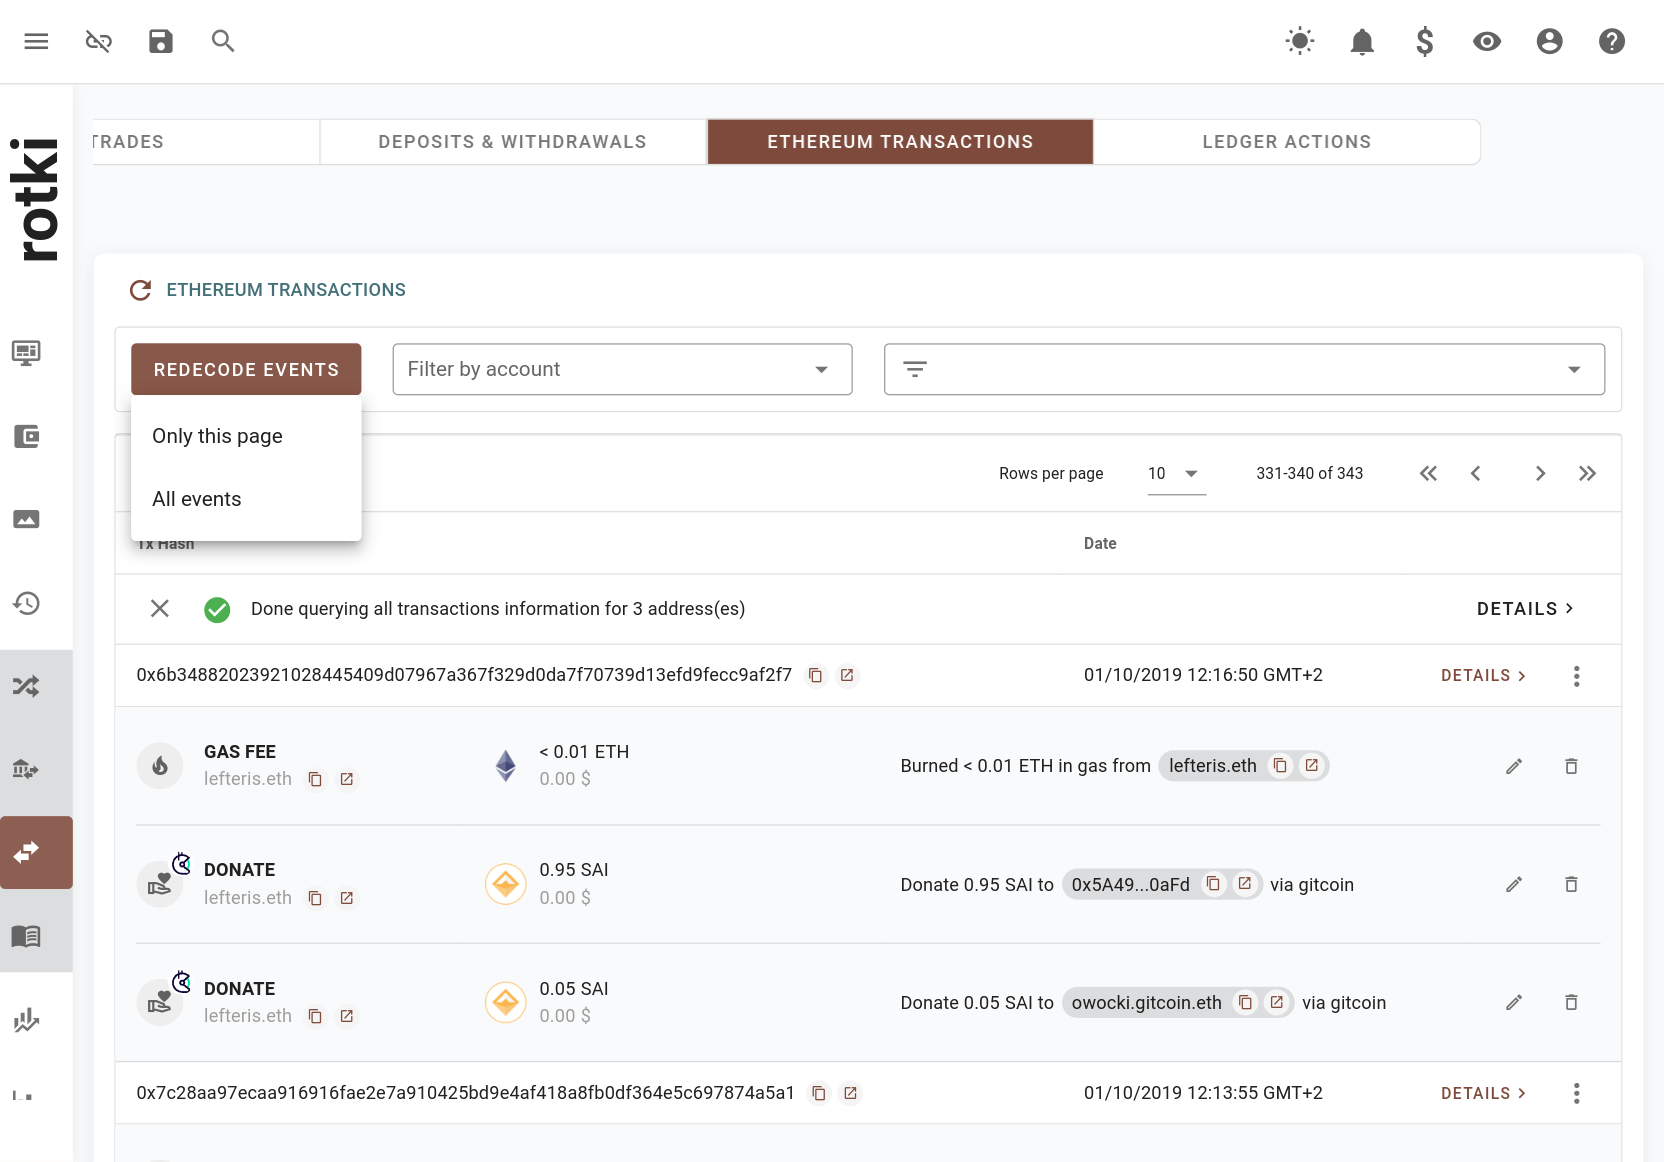 TRADES
DEPOSITS & WITHDRAWALS
ETHEREUM TRANSACTIONS
LEDGER ACTIONS
rotki
ETHEREUM TRANSACTIONS
REDECODE EVENTS
Filter by account
Only this page
All events
Rows per page
10
331-340 of 343
Tx Hash
Date
Done querying all transactions information for 3 address(es)
DETAILS
0x6b34882023921028445409d07967a367f329d0da7f70739d13efd9fecc9af2f7
01/10/2019 12:16:50 GMT+2
DETAILS
GAS FEE
lefteris.eth
< 0.01 ETH
0.00 $
Burned < 0.01 ETH in gas from lefteris.eth
DONATE
lefteris.eth
0.95 SAI
0.00 $
Donate 0.95 SAI to 0x5A49...0aFd via gitcoin
DONATE
lefteris.eth
0.05 SAI
0.00 $
Donate 0.05 SAI to owocki.gitcoin.eth via gitcoin
0x7c28aa97ecaa916916fae2e7a910425bd9e4af418a8fb0df364e5c697874a5a1
01/10/2019 12:13:55 GMT+2
DETAILS